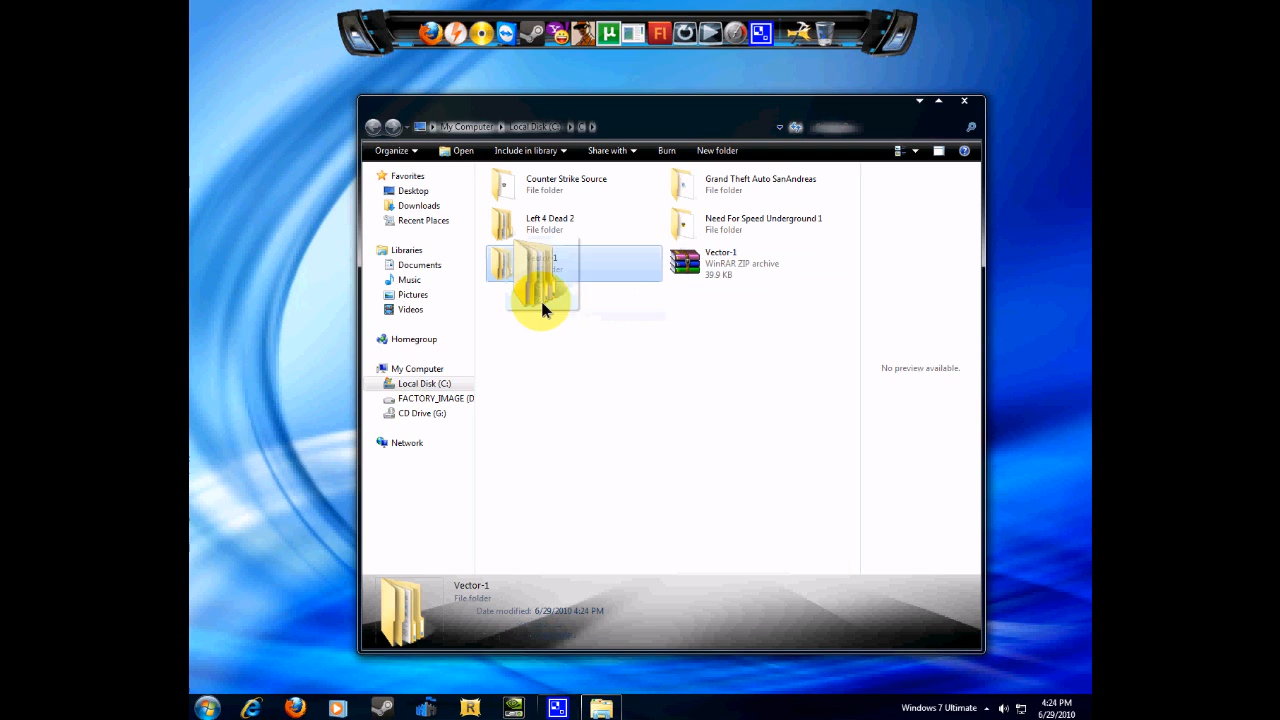 Fl
µ
My Computer
Local Disk (C:
C
Organize
Open
Include in library
Share with
Burn
New folder
Favorites
Desktop
Downloads
Recent Places
Libraries
Documents
Music
Pictures
Videos
Homegroup
My Computer
Local Disk (C:)
FACTORY_IMAGE (D
CD Drive (G:)
Network
Counter Strike Source
File folder
Grand Theft Auto SanAndreas
File folder
Left 4 Dead 2
File folder
Need For Speed Underground 1
File folder
Vector-1
WinRAR ZIP archive
39.9 KB
No preview available.
Vector-1
File folder
Date modified: 6/29/2010 4:24 PM
Windows 7 Ultimate
4:24 PM
6/29/2010